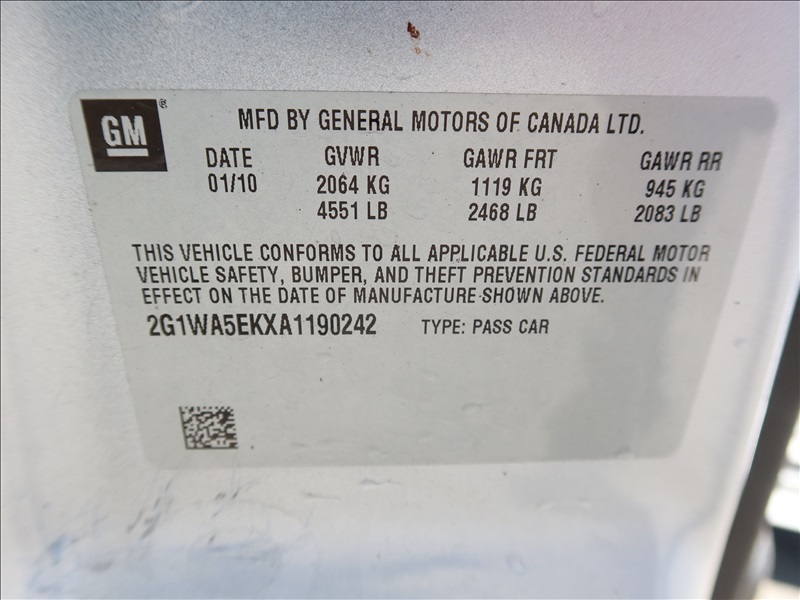 GM ®
MFD BY GENERAL MOTORS OF CANADA LTD.
DATE GVWR GAWR FRT GAWR RR
01/10 2064 KG 1119 KG 945 KG
4551 LB 2468 LB 2083 LB
THIS VEHICLE CONFORMS TO ALL APPLICABLE U.S. FEDERAL MOTOR
VEHICLE SAFETY, BUMPER, AND THEFT PREVENTION STANDARDS IN
EFFECT ON THE DATE OF MANUFACTURE SHOWN ABOVE.
2G1WA5EKXA1190242 TYPE: PASS CAR